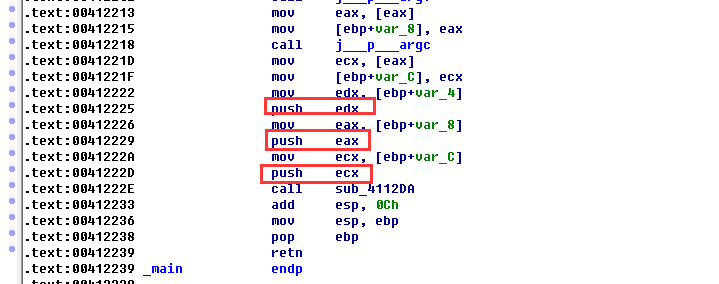 .text:00412213 mov eax, [eax]
.text:00412215 mov [ebp+var_8], eax
.text:00412218 call j___p___argc
.text:0041221D mov ecx, [eax]
.text:0041221F mov [ebp+var_C], ecx
.text:00412222 mov edx, [ebp+var_4]
.text:00412225 push edx
.text:00412226 mov eax, [ebp+var_8]
.text:00412229 push eax
.text:0041222A mov ecx, [ebp+var_C]
.text:0041222D push ecx
.text:0041222E call sub_4112DA
.text:00412233 add esp, 0Ch
.text:00412236 mov esp, ebp
.text:00412238 pop ebp
.text:00412239 retn
.text:00412239 _main endp